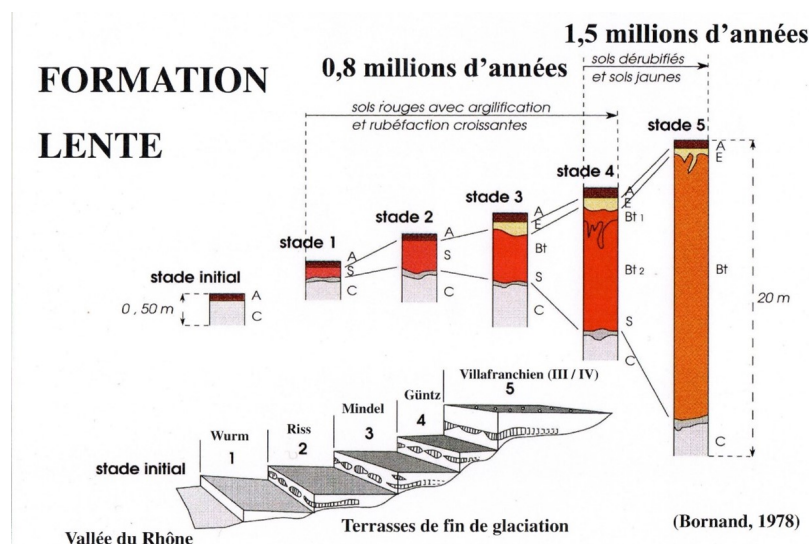 FORMATION
LENTE
0,8 millions d'années
1,5 millions d'années
sols dérubifiés
et sols jaunes
sols rouges avec argilification
et rubéfaction croissantes
stade initial
0,50 m
A
C
stade 1
A
S
C
stade 2
A
S
C
stade 3
A
E
Bt
S
C
stade 4
A
E
Bt 1
Bt 2
S
C
stade 5
A
E
Bt
C
20 m
Villafranchien (III / IV)
5
Güntz
4
Mindel
3
Riss
2
Wurm
1
stade initial
Vallée du Rhône
Terrasses de fin de glaciation
(Bornand, 1978)